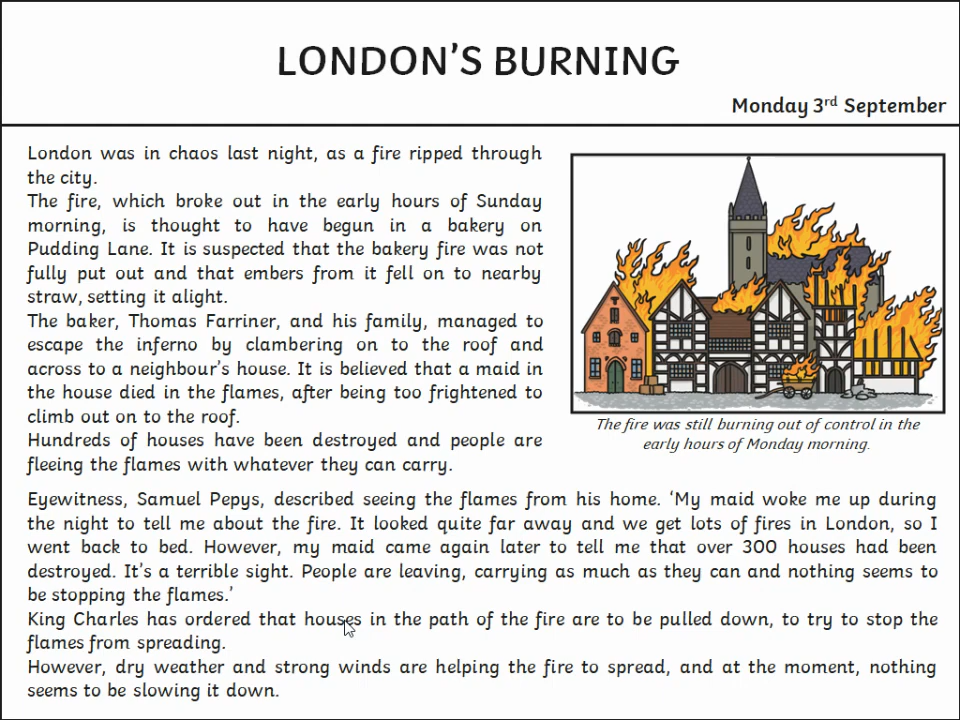 LONDON'S BURNING
Monday 3rd September
London was in chaos last night, as a fire ripped through
the city.
The fire, which broke out in the early hours of Sunday
morning, is thought to have begun in a bakery on
Pudding Lane. It is suspected that the bakery fire was not
fully put out and that embers from it fell on to nearby
straw, setting it alight.
The baker, Thomas Farriner, and his family, managed to
escape the inferno by clambering on to the roof and
across to a neighbour's house. It is believed that a maid in
the house died in the flames, after being too frightened to
climb out on to the roof.
Hundreds of houses have been destroyed and people are
fleeing the flames with whatever they can carry.
The fire was still burning out of control in the
early hours of Monday morning.
Eyewitness, Samuel Pepys, described seeing the flames from his home. 'My maid woke me up during
the night to tell me about the fire. It looked quite far away and we get lots of fires in London, so I
went back to bed. However, my maid came again later to tell me that over 300 houses had been
destroyed. It's a terrible sight. People are leaving, carrying as much as they can and nothing seems to
be stopping the flames.'
King Charles has ordered that houses in the path of the fire are to be pulled down, to try to stop the
flames from spreading.
However, dry weather and strong winds are helping the fire to spread, and at the moment, nothing
seems to be slowing it down.